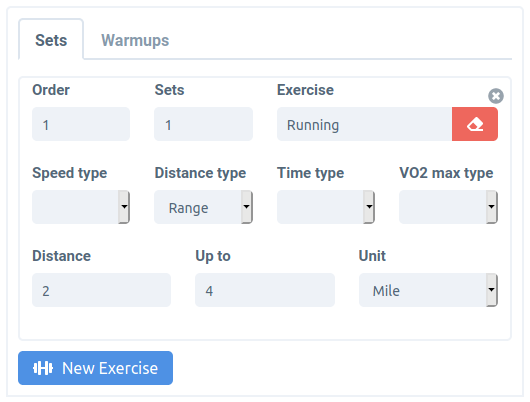 Sets Warmups
Order Sets Exercise
1 1 Running
Speed type Distance type Time type VO2 max type
Range
Distance Up to Unit
2 4 Mile
New Exercise